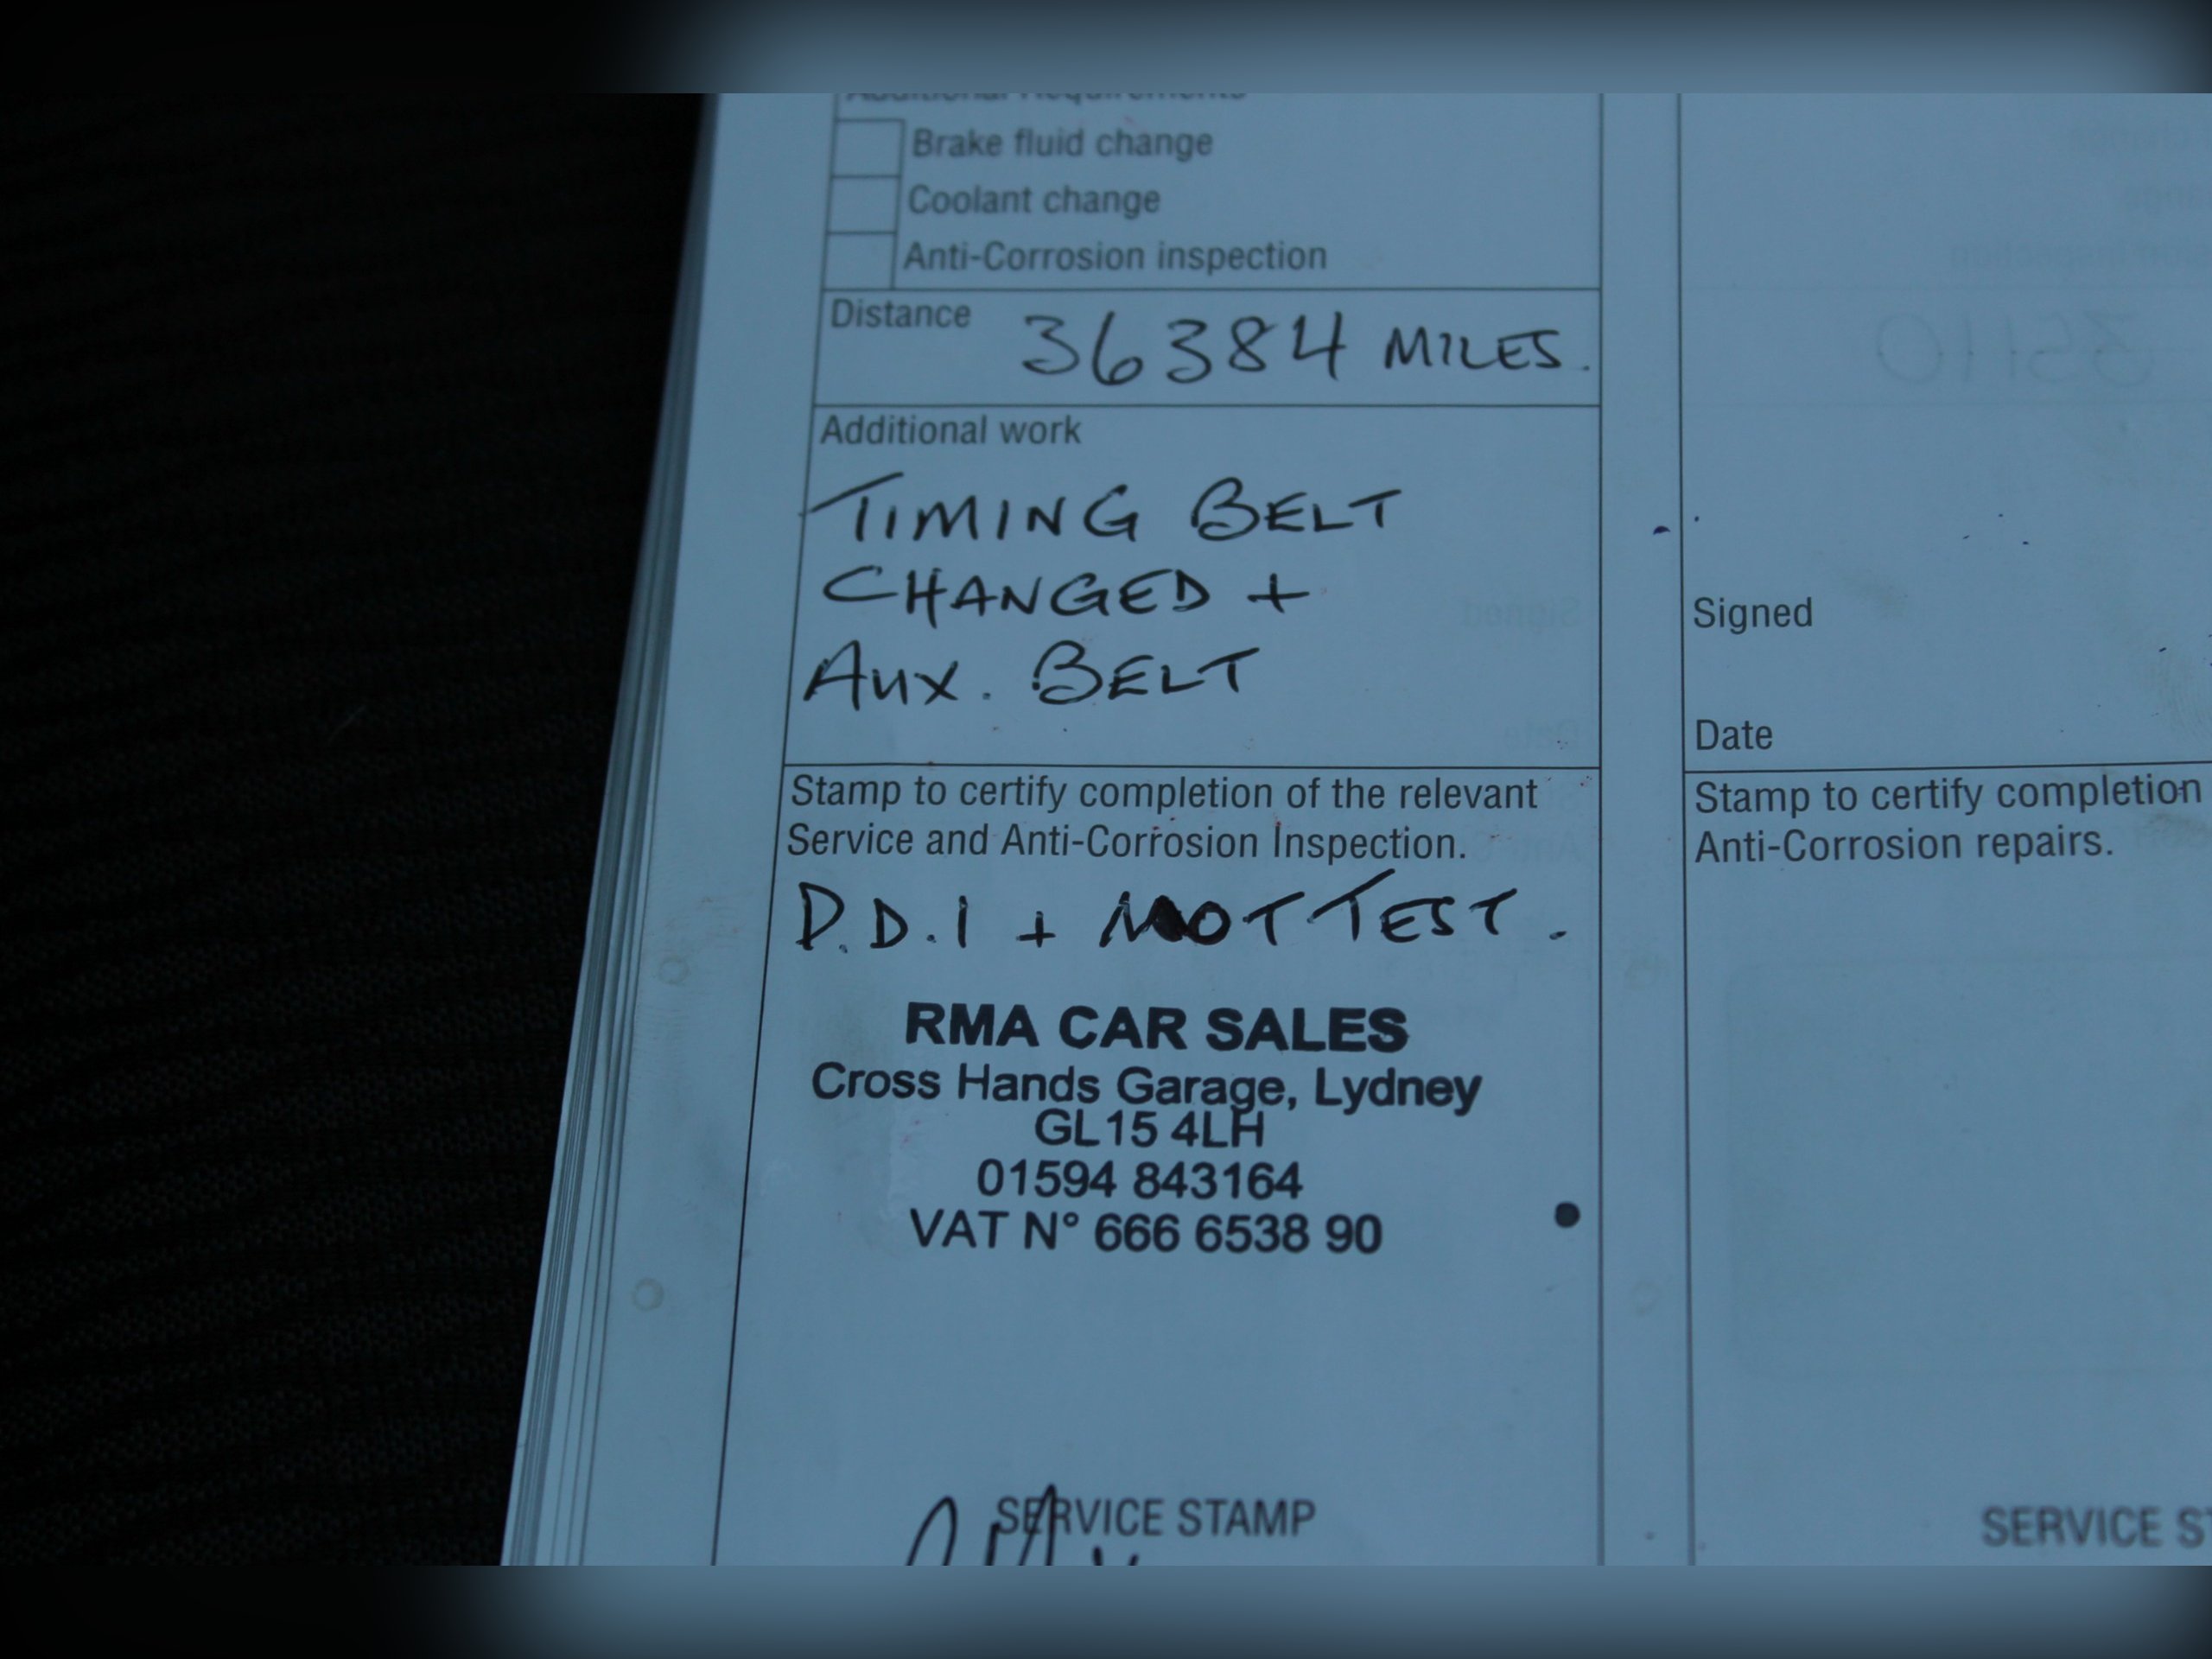 Additional Requirements
Brake fluid change
Coolant change
Anti-Corrosion inspection
Distance 36384 MILES.
Additional work
TIMING BELT
CHANGED +
AUX. BELT
Stamp to certify completion of the relevant
Service and Anti-Corrosion Inspection.
P.D.I + MOT TEST.
RMA CAR SALES
Cross Hands Garage, Lydney
GL15 4LH
01594 843164
VAT N° 666 6538 90
SERVICE STAMP
Signed
Date
Stamp to certify completion
Anti-Corrosion repairs.
SERVICE